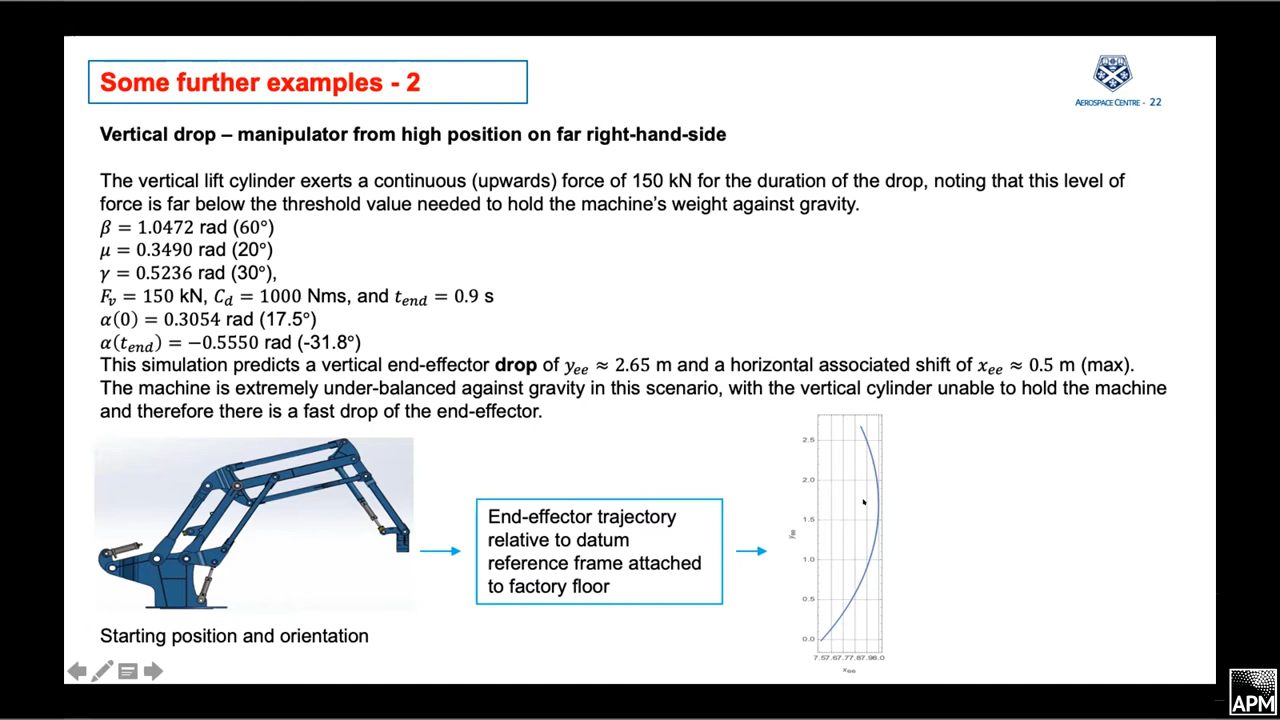 Some further examples - 2
AEROSPACE CENTRE - 22
Vertical drop – manipulator from high position on far right-hand-side
The vertical lift cylinder exerts a continuous (upwards) force of 150 kN for the duration of the drop, noting that this level of
force is far below the threshold value needed to hold the machine's weight against gravity.
β = 1.0472 rad (60°)
μ = 0.3490 rad (20°)
γ = 0.5236 rad (30°),
Fᵥ = 150 kN, C_d = 1000 Nms, and t_end = 0.9 s
α(0) = 0.3054 rad (17.5°)
α(t_end) = −0.5550 rad (-31.8°)
This simulation predicts a vertical end-effector drop of y_ee ≈ 2.65 m and a horizontal associated shift of x_ee ≈ 0.5 m (max).
The machine is extremely under-balanced against gravity in this scenario, with the vertical cylinder unable to hold the machine
and therefore there is a fast drop of the end-effector.
End-effector trajectory
relative to datum
reference frame attached
to factory floor
2.5
2.0
1.5
1.0
0.5
0.0
y_ee
7.57.67.77.87.98.0
x_ee
Starting position and orientation
APM